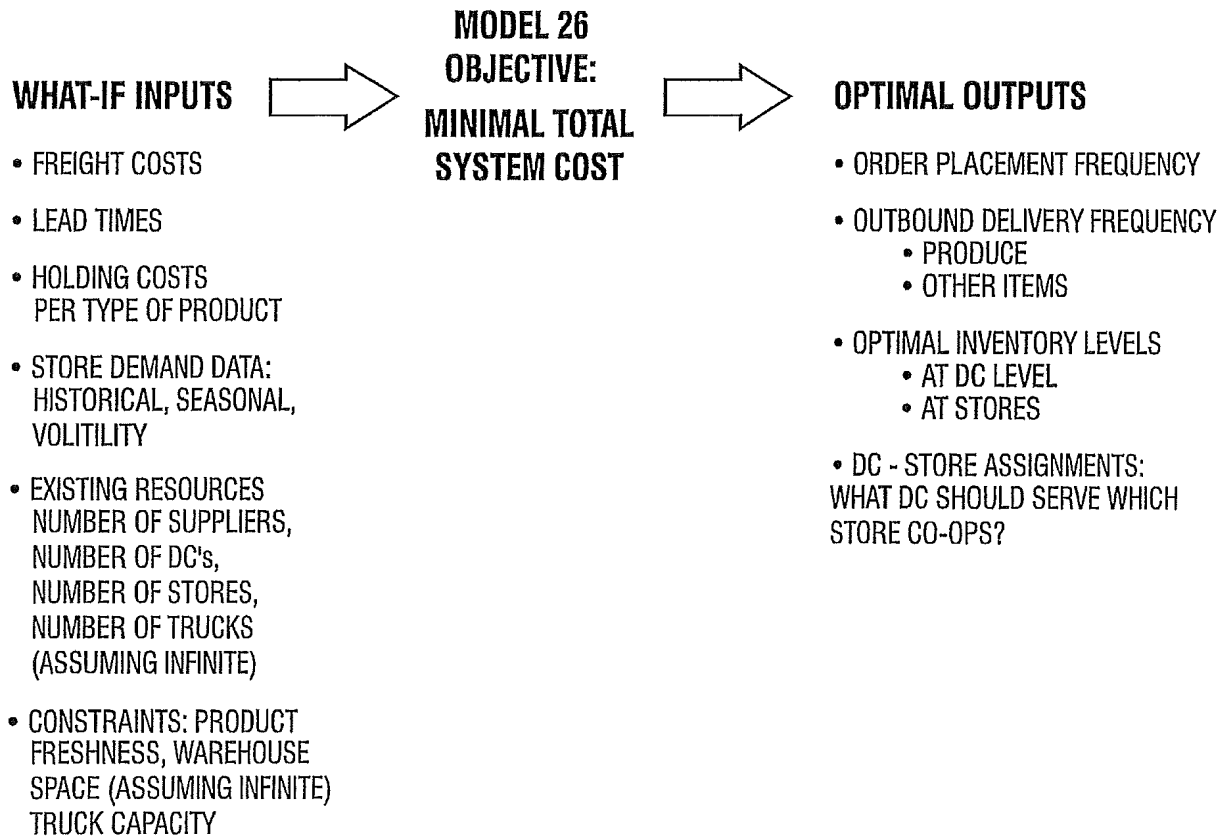 WHAT-IF INPUTS
• FREIGHT COSTS
• LEAD TIMES
• HOLDING COSTS
PER TYPE OF PRODUCT
• STORE DEMAND DATA:
HISTORICAL, SEASONAL,
VOLITILITY
• EXISTING RESOURCES
NUMBER OF SUPPLIERS,
NUMBER OF DC's,
NUMBER OF STORES,
NUMBER OF TRUCKS
(ASSUMING INFINITE)
• CONSTRAINTS: PRODUCT
FRESHNESS, WAREHOUSE
SPACE (ASSUMING INFINITE)
TRUCK CAPACITY
MODEL 26
OBJECTIVE:
MINIMAL TOTAL
SYSTEM COST
OPTIMAL OUTPUTS
• ORDER PLACEMENT FREQUENCY
• OUTBOUND DELIVERY FREQUENCY
• PRODUCE
• OTHER ITEMS
• OPTIMAL INVENTORY LEVELS
• AT DC LEVEL
• AT STORES
• DC - STORE ASSIGNMENTS:
WHAT DC SHOULD SERVE WHICH
STORE CO-OPS?